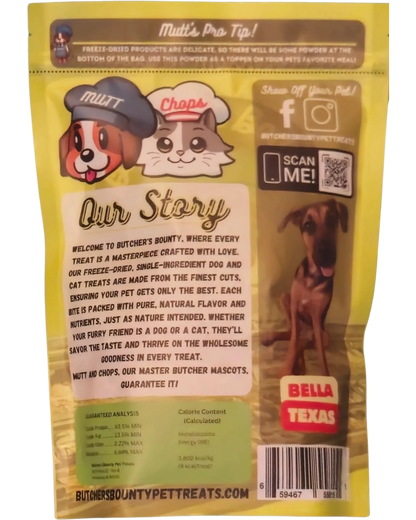 Mutt's Pro Tip!
FREEZE-DRIED PRODUCTS ARE DELICATE, SO THERE WILL BE SOME POWDER AT THE
BOTTOM OF THE BAG. USE THIS POWDER AS A TOPPER ON YOUR PETS FAVORITE MEAL!
MUTT
Chops
Show Off Your Pet!
f
BUTCHERSBOUNTYPETTREATS
SCAN
ME!
Our Story
WELCOME TO BUTCHER'S BOUNTY, WHERE EVERY
TREAT IS A MASTERPIECE CRAFTED WITH LOVE.
OUR FREEZE-DRIED, SINGLE-INGREDIENT DOG AND
CAT TREATS ARE MADE FROM THE FINEST CUTS,
ENSURING YOUR PET GETS ONLY THE BEST. EACH
BITE IS PACKED WITH PURE, NATURAL FLAVOR AND
NUTRIENTS, JUST AS NATURE INTENDED. WHETHER
YOUR FURRY FRIEND IS A DOG OR A CAT, THEY'LL
SAVOR THE TASTE AND THRIVE ON THE WHOLESOME
GOODNESS IN EVERY TREAT.
MUTT AND CHOPS, OUR MASTER BUTCHER MASCOTS,
GUARANTEE IT!
BELLA
TEXAS
GUARANTEED ANALYSIS
Calorie Content
(Calculated)
BUTCHERSBOUNTYPETTREATS.COM
6 59467